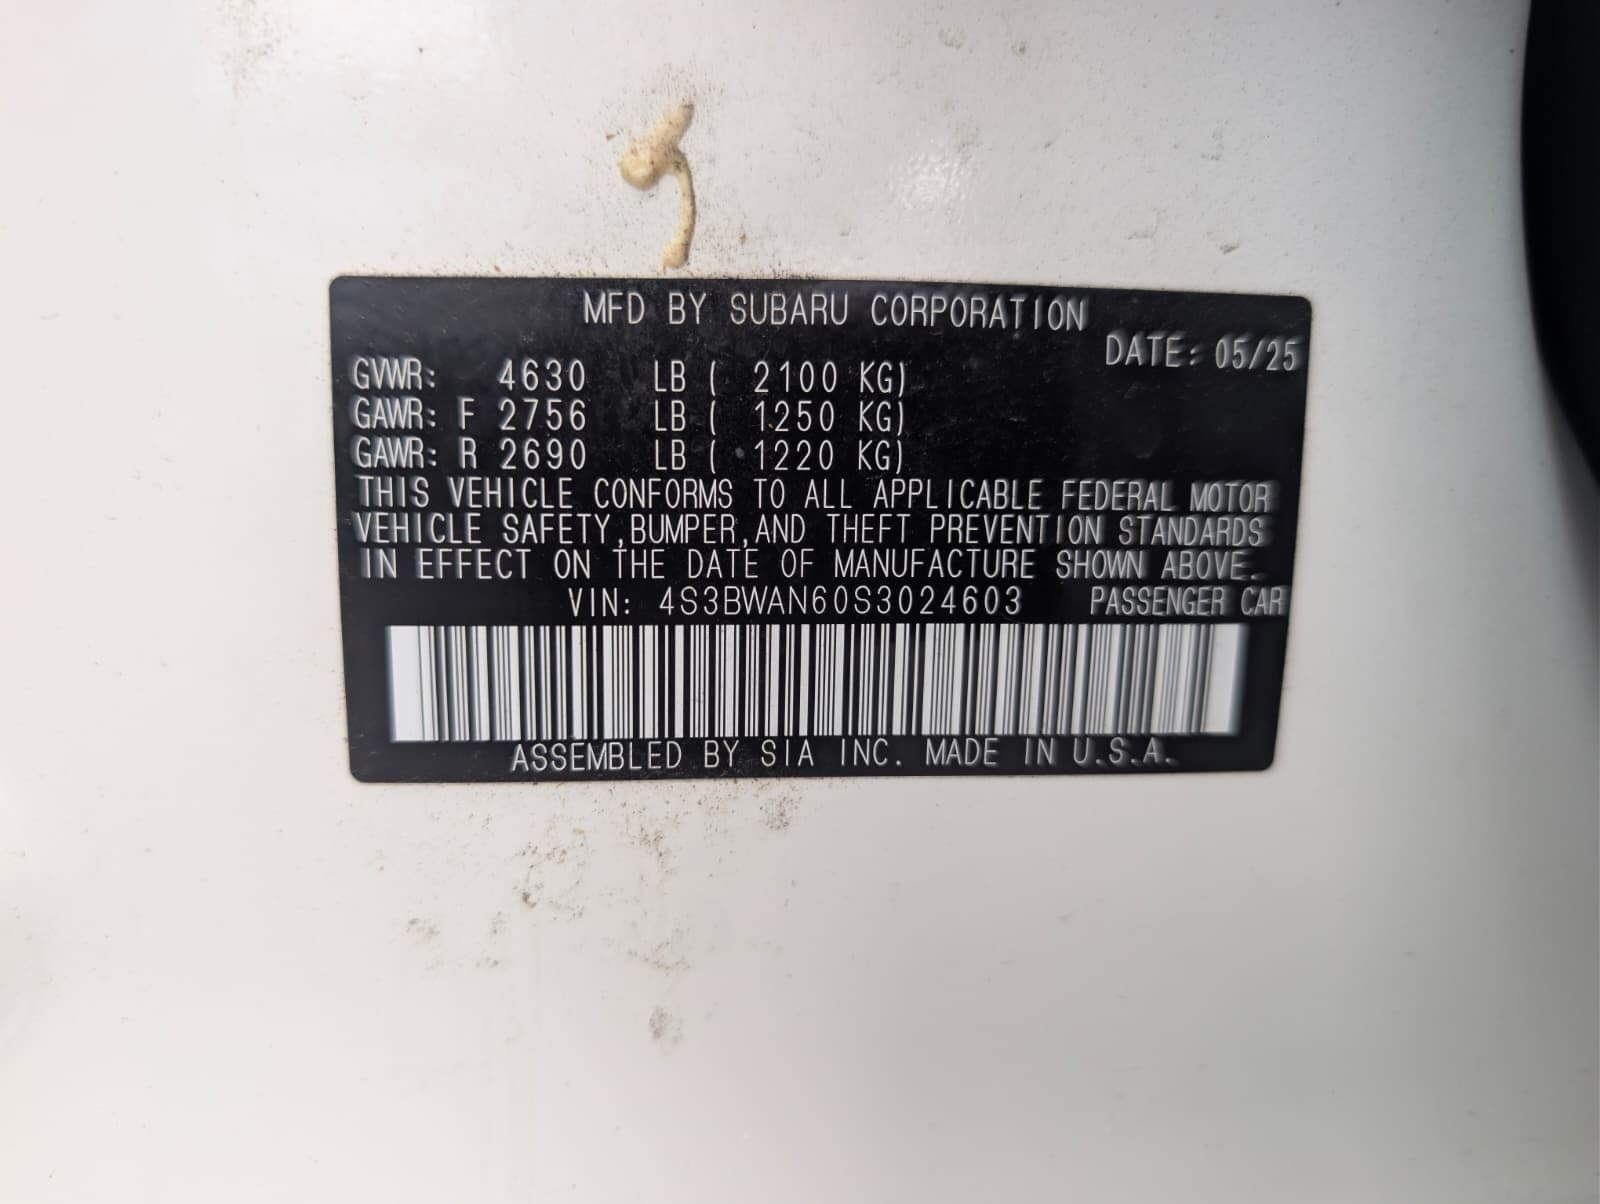 MFD BY SUBARU CORPORATION
DATE: 05/25
GVWR: 4630 LB ( 2100 KG)
GAWR: F 2756 LB ( 1250 KG)
GAWR: R 2690 LB ( 1220 KG)
THIS VEHICLE CONFORMS TO ALL APPLICABLE FEDERAL MOTOR
VEHICLE SAFETY,BUMPER,AND THEFT PREVENTION STANDARDS
IN EFFECT ON THE DATE OF MANUFACTURE SHOWN ABOVE.
VIN: 4S3BWAN60S3024603 PASSENGER CAR
ASSEMBLED BY SIA INC. MADE IN U.S.A.